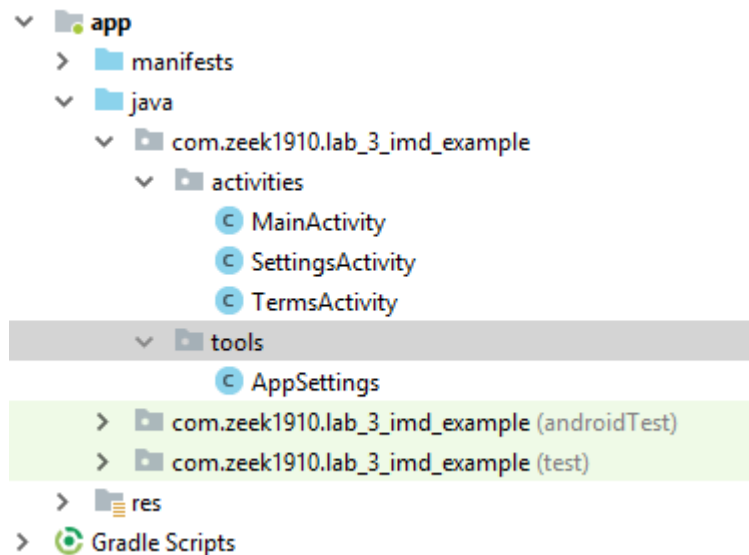 app
manifests
java
com.zeek1910.lab_3_imd_example
activities
C MainActivity
C SettingsActivity
C TermsActivity
tools
C AppSettings
com.zeek1910.lab_3_imd_example (androidTest)
com.zeek1910.lab_3_imd_example (test)
res
Gradle Scripts